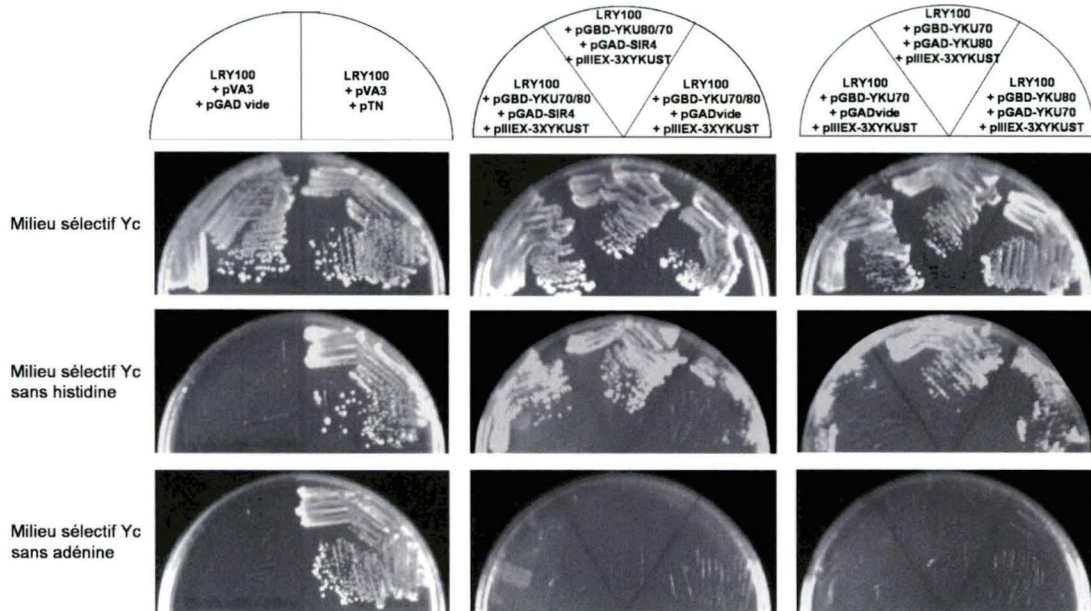 LRY100
+ pVA3
+ pGAD vide
LRY100
+ pVA3
+ pTN
LRY100
+ pGBD-YKU70/80
+ pGAD-SIR4
+ pIIIEX-3XYKUST
LRY100
+ pGBD-YKU80/70
+ pGAD-SIR4
+ pIIIEX-3XYKUST
LRY100
+ pGBD-YKU70/80
+ pGADvide
+ pIIIEX-3XYKUST
LRY100
+ pGBD-YKU70
+ pGADvide
+ pIIIEX-3XYKUST
LRY100
+ pGBD-YKU70
+ pGAD-YKU80
+ pIIIEX-3XYKUST
LRY100
+ pGBD-YKU80
+ pGAD-YKU70
+ pIIIEX-3XYKUST
Milieu sélectif Yc
Milieu sélectif Yc
sans histidine
Milieu sélectif Yc
sans adénine